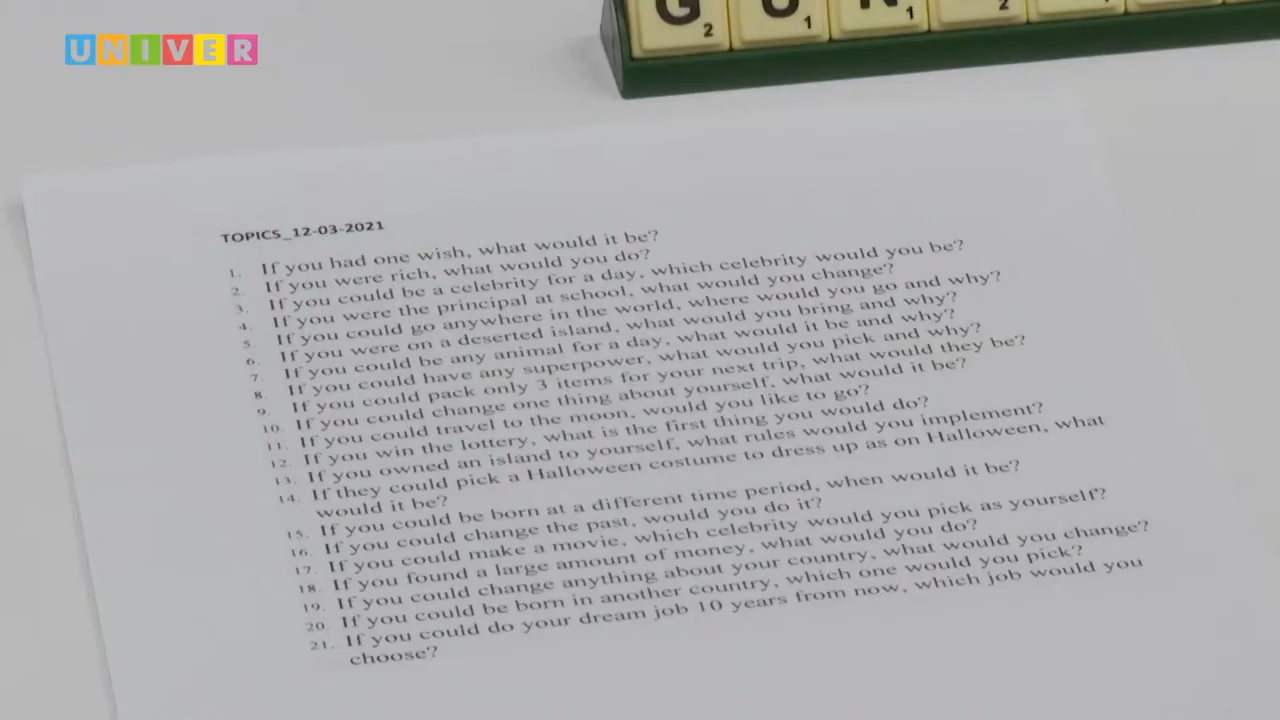 UNIVER
G 2 1 1 2
TOPICS_12-03-2021
1. If you had one wish, what would it be?
2. If you were rich, what would you do?
3. If you could be a celebrity for a day, which celebrity would you be?
4. If you were the principal at school, what would you change?
5. If you could go anywhere in the world, where would you go and why?
6. If you were on a deserted island, what would you bring and why?
7. If you could be any animal for a day, what would it be and why?
8. If you could have any superpower, what would you pick and why?
9. If you could pack only 3 items for your next trip, what would they be?
10. If you could change one thing about yourself, what would it be?
11. If you could travel to the moon, would you like to go?
12. If you win the lottery, what is the first thing you would do?
13. If you owned an island to yourself, what rules would you implement?
14. If they could pick a Halloween costume to dress up as on Halloween, what
would it be?
15. If you could be born at a different time period, when would it be?
16. If you could change the past, would you do it?
17. If you could make a movie, which celebrity would you pick as yourself?
18. If you found a large amount of money, what would you do?
19. If you could change anything about your country, what would you change?
20. If you could be born in another country, which one would you pick?
21. If you could do your dream job 10 years from now, which job would you
choose?